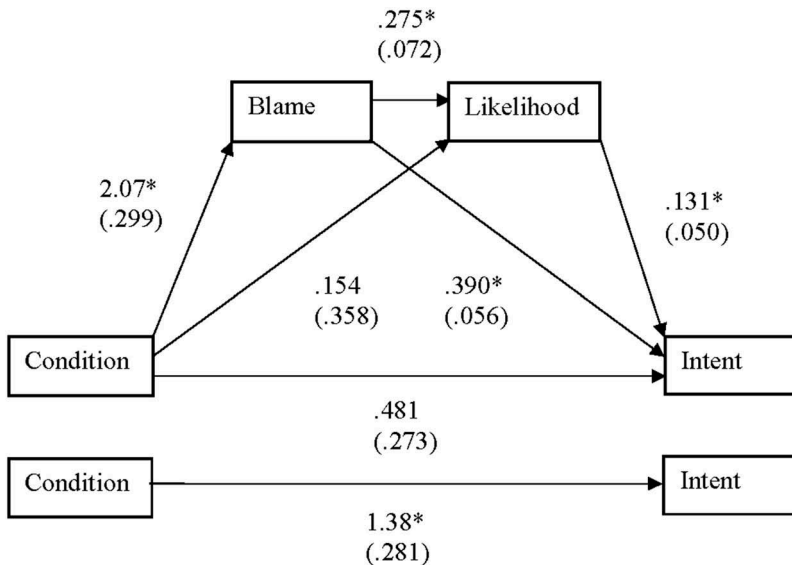 .275*
(.072)
Blame
Likelihood
2.07*
(.299)
.131*
(.050)
.154
(.358)
.390*
(.056)
Condition
Intent
.481
(.273)
Condition
Intent
1.38*
(.281)